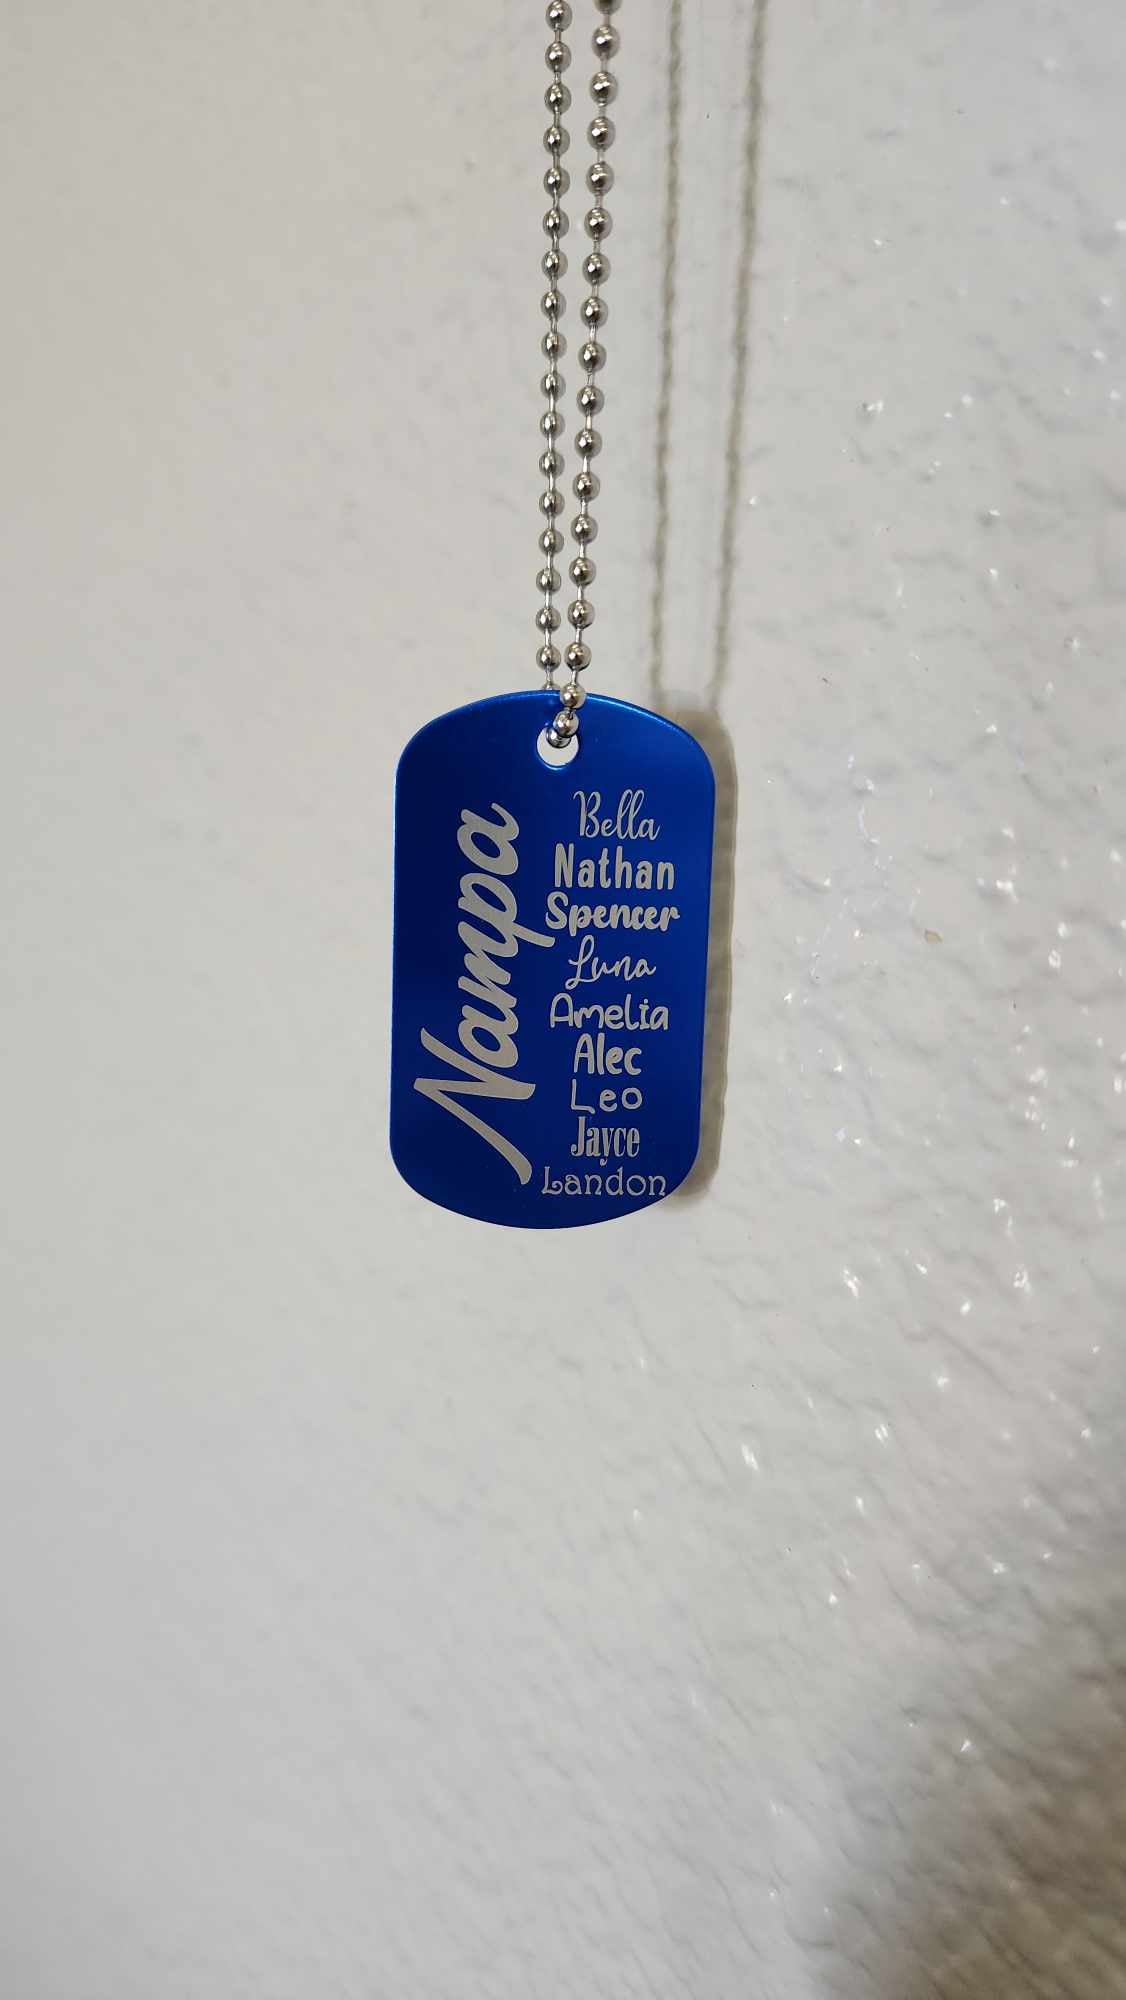 Nampa
Bella
Nathan
Spencer
Luna
Amelia
Alec
Leo
Jayce
Landon